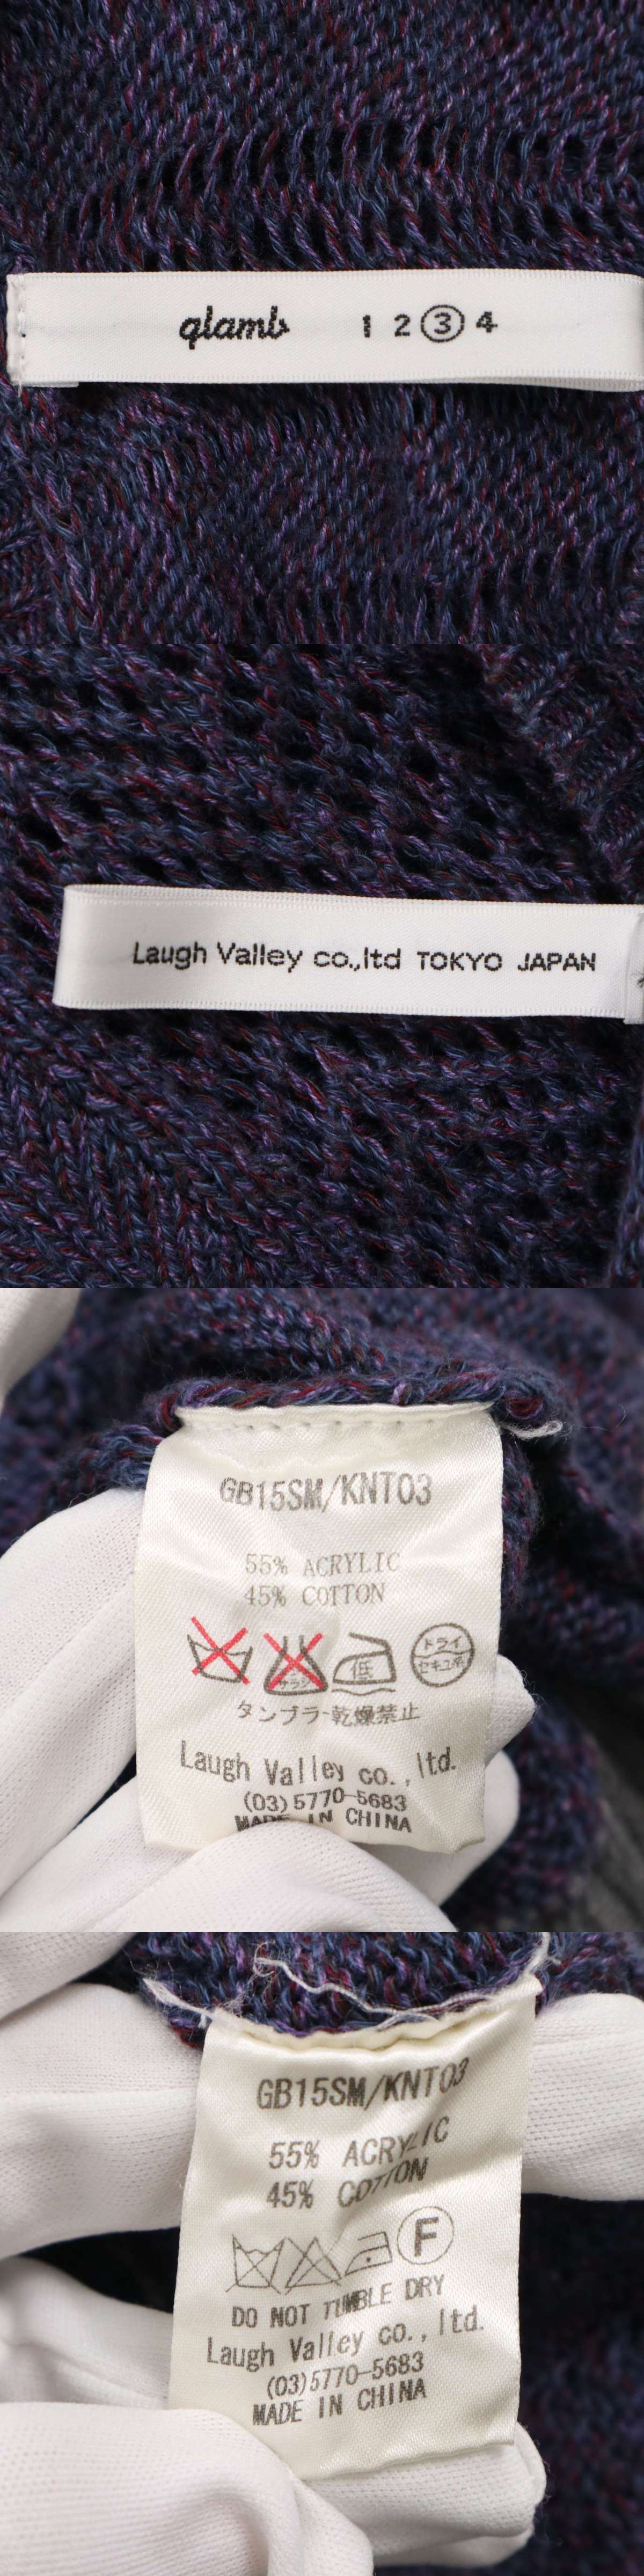 glamb 1 2 3 4
Laugh Valley co.,ltd TOKYO JAPAN
GB15SM/KNT03
55% ACRYLIC
45% COTTON
サラシ 低 ドライ
セキユ系
タンブラー乾燥禁止
Laugh Valley co.,ltd.
(03)5770-5683
MADE IN CHINA
GB15SM/KNT03
55% ACRYLIC
45% COTTON
F
DO NOT TUMBLE DRY
Laugh Valley co.,ltd.
(03)5770-5683
MADE IN CHINA